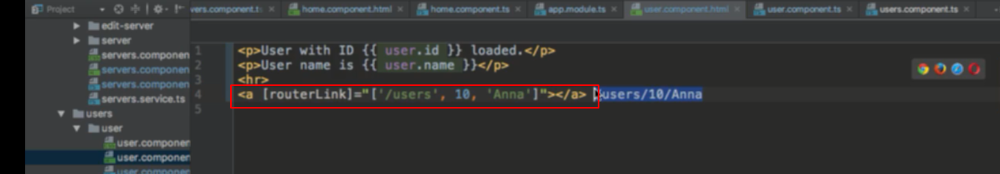 Project
vers.component.ts
home.component.html
home.component.ts
app.module.ts
user.component.html
user.component.ts
users.component.ts
edit-server
server
servers.componen
servers.componen
servers.componen
servers.service.ts
users
user
user.componen
user.componen
user.componen
1 <p>User with ID {{ user.id }} loaded.</p>
2 <p>User name is {{ user.name }}</p>
3 <hr>
4 <a [routerLink]="['/users', 10, 'Anna']"></a> /users/10/Anna
5